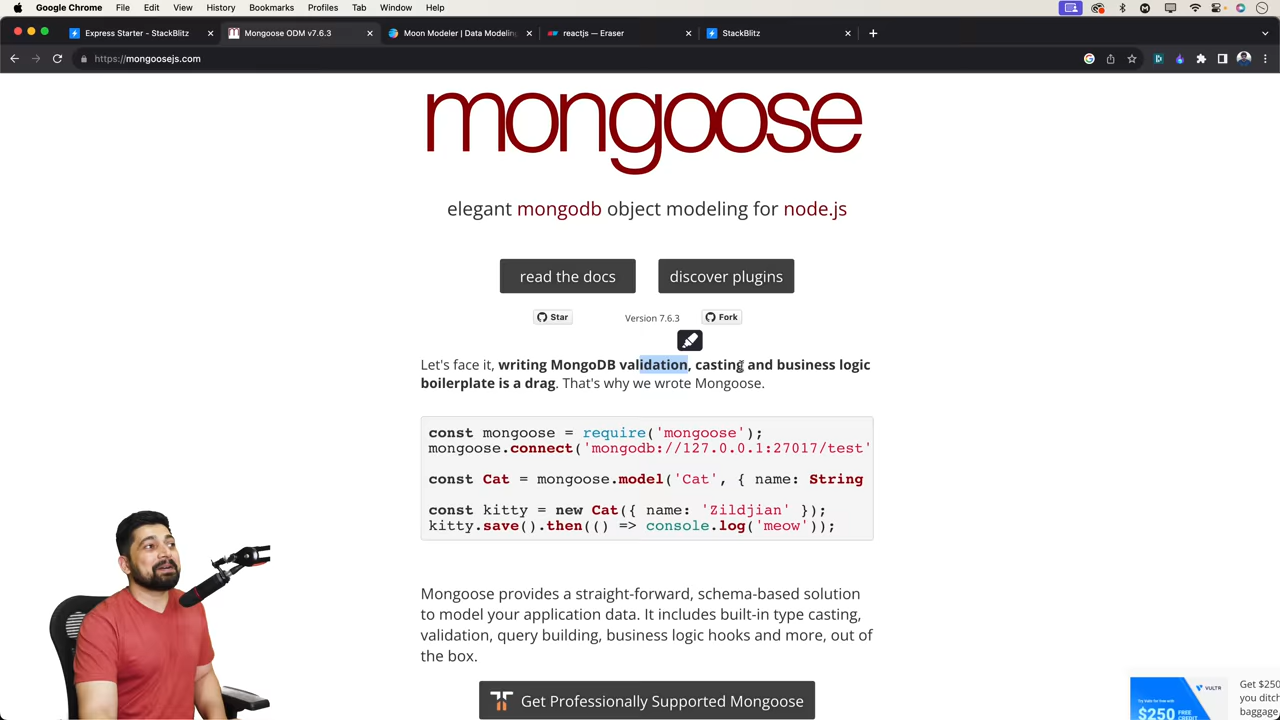 Google Chrome File Edit View History Bookmarks Profiles Tab Window Help
Express Starter - StackBlitz
Mongoose ODM v7.6.3
Moon Modeler | Data Modeling
reactjs — Eraser
StackBlitz
https://mongoosejs.com
mongoose
elegant mongodb object modeling for node.js
read the docs
discover plugins
Star
Version 7.6.3
Fork
Let's face it, writing MongoDB validation, casting and business logic
boilerplate is a drag. That's why we wrote Mongoose.
const mongoose = require('mongoose');
mongoose.connect('mongodb://127.0.0.1:27017/test'
const Cat = mongoose.model('Cat', { name: String
const kitty = new Cat({ name: 'Zildjian' });
kitty.save().then(() => console.log('meow'));
Mongoose provides a straight-forward, schema-based solution
to model your application data. It includes built-in type casting,
validation, query building, business logic hooks and more, out of
the box.
Get Professionally Supported Mongoose
VULTR
$250 FREE
CREDIT
Get $250
you ditch
baggage,